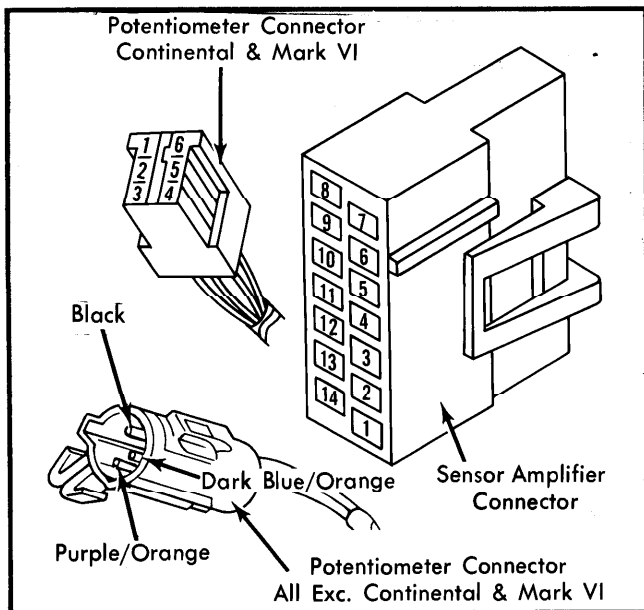 Potentiometer Connector
Continental & Mark VI
1 6
2 5
3 4
8
7
9
6
10
5
11
4
12
3
13
2
14
1
Black
Dark Blue/Orange
Purple/Orange
Sensor Amplifier
Connector
Potentiometer Connector
All Exc. Continental & Mark VI